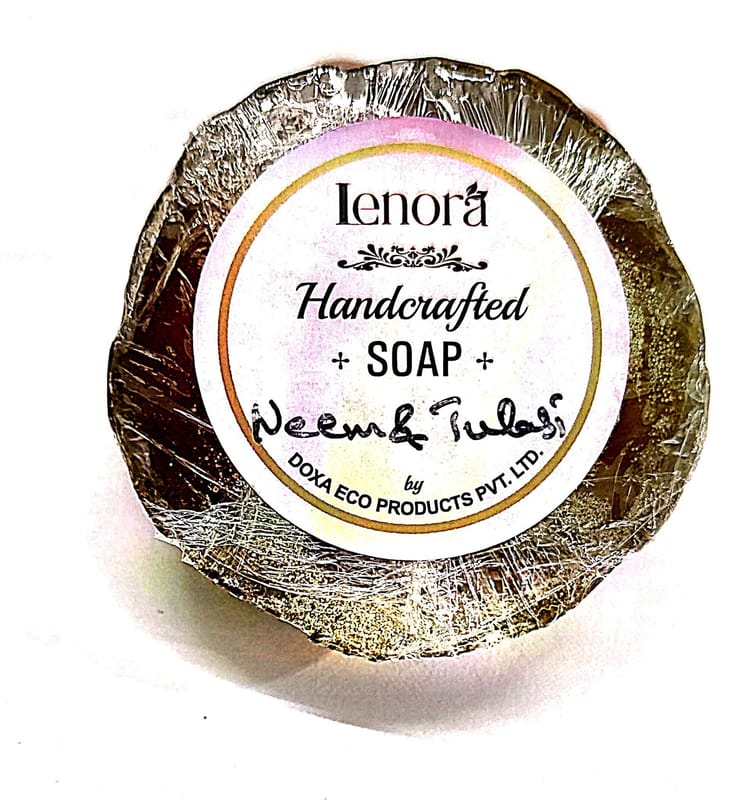 Lenora
Handcrafted
SOAP
Neem & Tulasi
by
DOXA ECO PRODUCTS PVT. LTD.